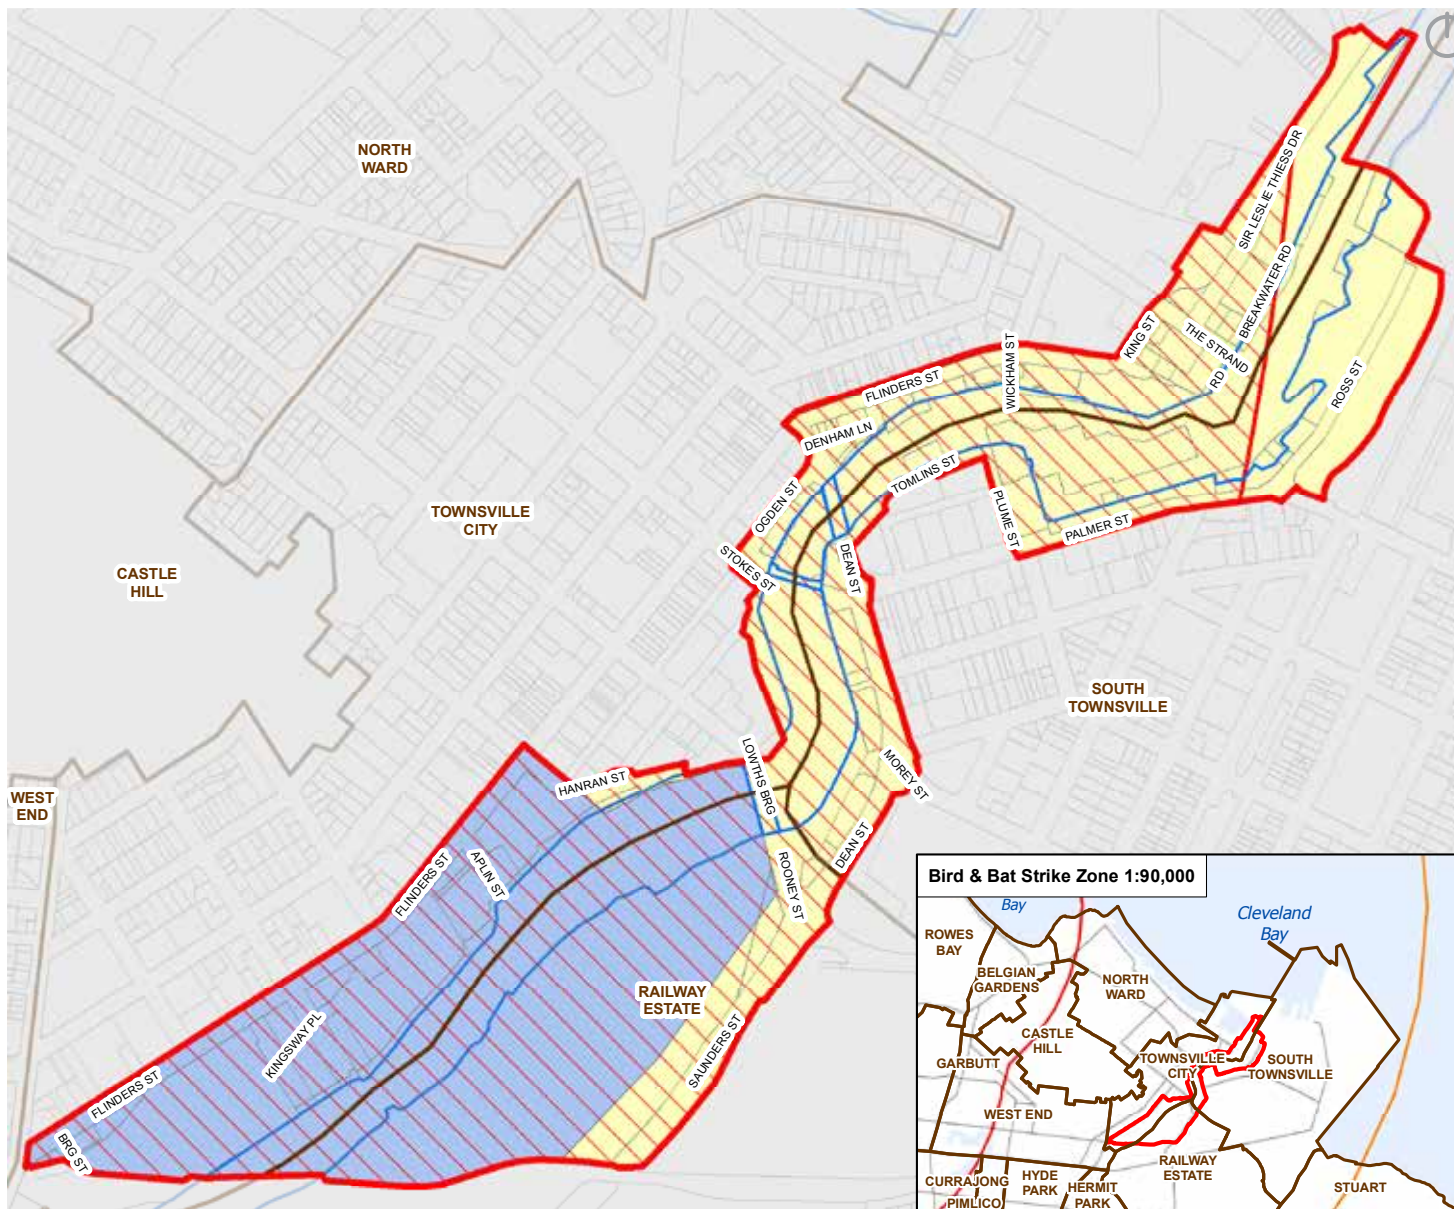 NORTH
WARD
SIR LESLIE THIESS DR
BREAKWATER RD
KING ST
THE STRAND
RD
WICKHAM ST
FLINDERS ST
ROSS ST
DENHAM LN
TOMLINS ST
OGDEN ST
PLUME ST
PALMER ST
TOWNSVILLE
CITY
STOKES ST
DEAN ST
CASTLE
HILL
SOUTH
TOWNSVILLE
LOWTHS BRG
MOREY ST
HANRAN ST
WEST
END
DEAN ST
FLINDERS ST
APLIN ST
ROONEY ST
RAILWAY
ESTATE
KINGSWAY PL
SAUNDERS ST
FLINDERS ST
BRG ST
Bird & Bat Strike Zone 1:90,000
Bay
Cleveland
Bay
ROWES
BAY
BELGIAN
GARDENS
NORTH
WARD
CASTLE
HILL
GARBUTT
TOWNSVILLE
CITY
SOUTH
TOWNSVILLE
WEST END
RAILWAY
ESTATE
CURRAJONG
HYDE
PARK
HERMIT
PARK
PIMLICO
STUART